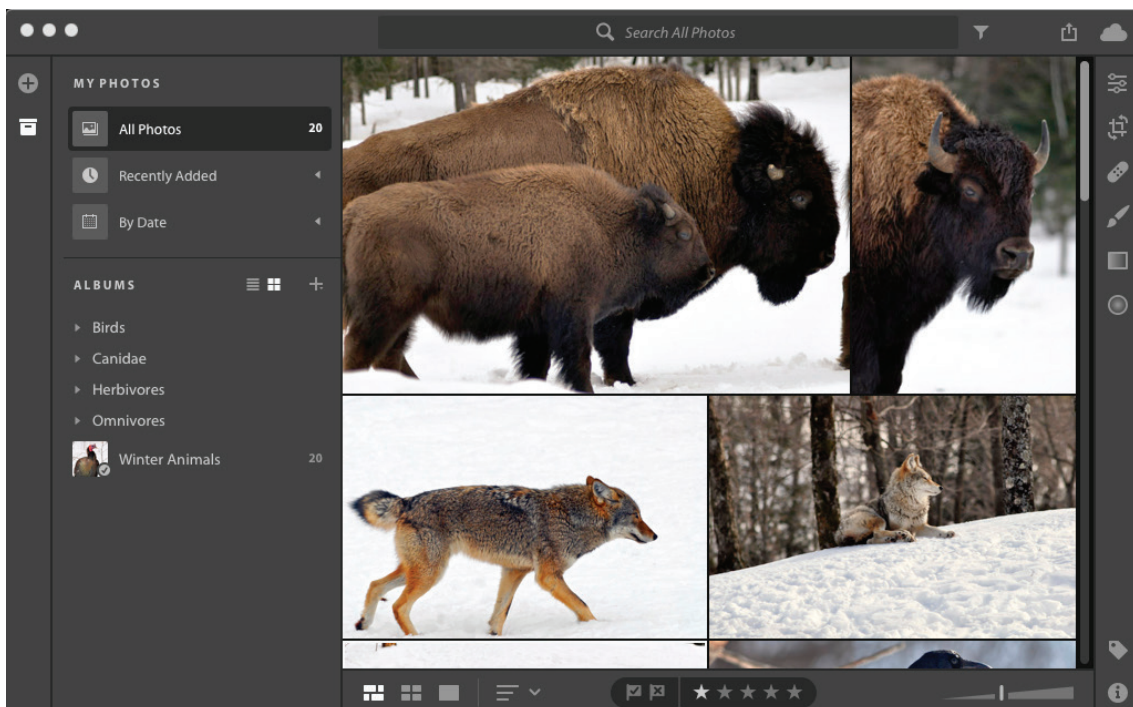 Search All Photos
MY PHOTOS
All Photos 20
Recently Added
By Date
ALBUMS
Birds
Canidae
Herbivores
Omnivores
Winter Animals 20